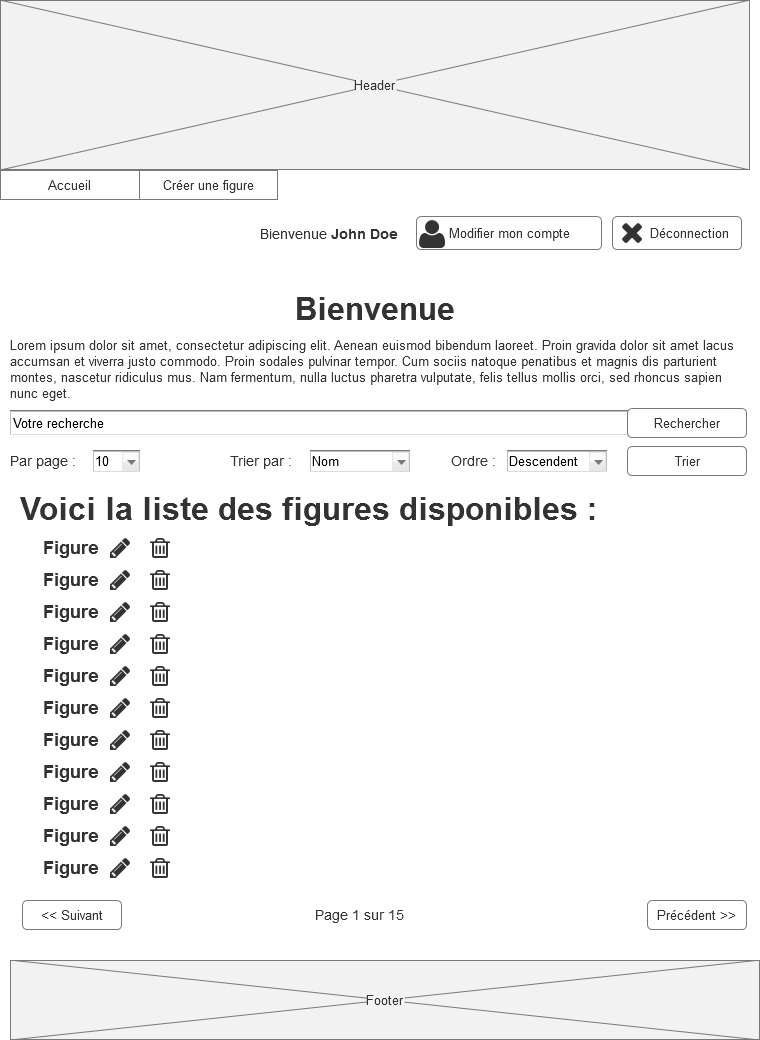 Header
Accueil
Créer une figure
Bienvenue John Doe
Modifier mon compte
Déconnection
Bienvenue
Lorem ipsum dolor sit amet, consectetur adipiscing elit. Aenean euismod bibendum laoreet. Proin gravida dolor sit amet lacus
accumsan et viverra justo commodo. Proin sodales pulvinar tempor. Cum sociis natoque penatibus et magnis dis parturient
montes, nascetur ridiculus mus. Nam fermentum, nulla luctus pharetra vulputate, felis tellus mollis orci, sed rhoncus sapien
nunc eget.
Votre recherche
Rechercher
Par page :
10
Trier par :
Nom
Ordre :
Descendent
Trier
Voici la liste des figures disponibles :
Figure
Figure
Figure
Figure
Figure
Figure
Figure
Figure
Figure
Figure
Figure
<< Suivant
Page 1 sur 15
Précédent >>
Footer